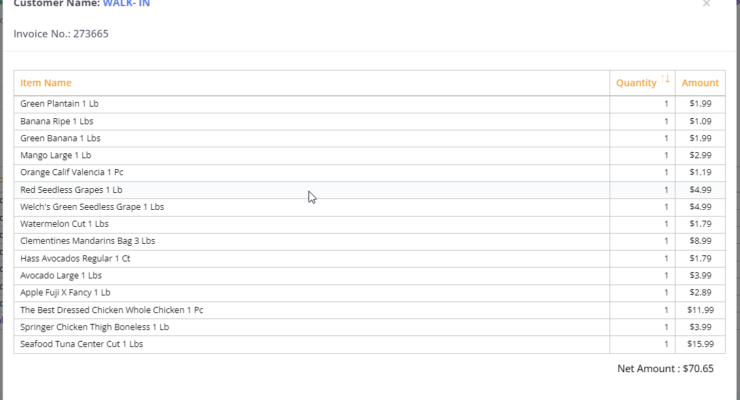 Customer Name: WALK- IN
Invoice No.: 273665
Item Name Quantity Amount
Green Plantain 1 Lb 1 $1.99
Banana Ripe 1 Lbs 1 $1.09
Green Banana 1 Lbs 1 $1.99
Mango Large 1 Lb 1 $2.99
Orange Calif Valencia 1 Pc 1 $1.19
Red Seedless Grapes 1 Lb 1 $4.99
Welch's Green Seedless Grape 1 Lbs 1 $4.99
Watermelon Cut 1 Lbs 1 $1.79
Clementines Mandarins Bag 3 Lbs 1 $8.99
Hass Avocados Regular 1 Ct 1 $1.79
Avocado Large 1 Lbs 1 $3.99
Apple Fuji X Fancy 1 Lb 1 $2.89
The Best Dressed Chicken Whole Chicken 1 Pc 1 $11.99
Springer Chicken Thigh Boneless 1 Lb 1 $3.99
Seafood Tuna Center Cut 1 Lbs 1 $15.99
Net Amount : $70.65